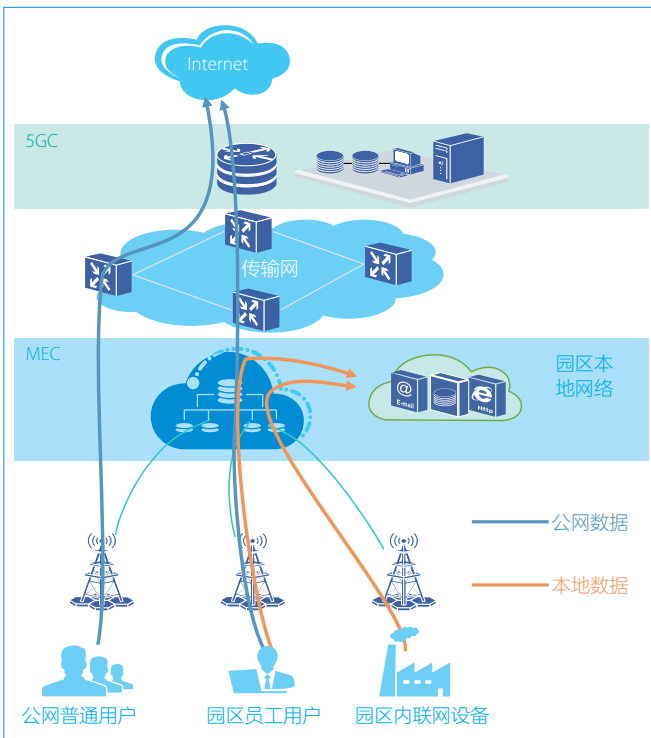 Internet
5GC
传输网
MEC
园区本
地网络
@
E-mail
Http
公网数据
本地数据
公网普通用户
园区员工用户
园区内联网设备